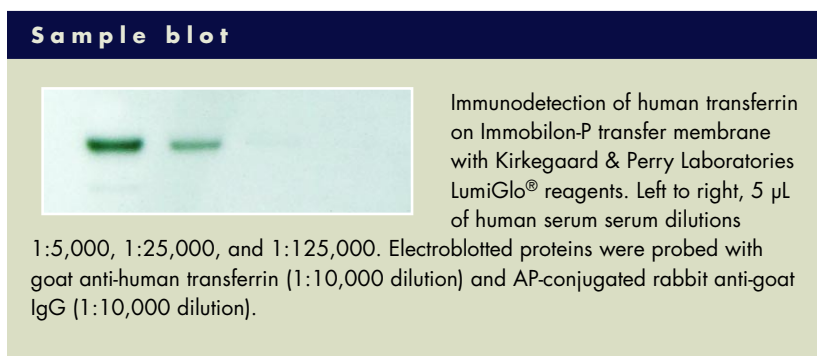 Sample blot
Immunodetection of human transferrin
on Immobilon-P transfer membrane
with Kirkegaard & Perry Laboratories
LumiGlo® reagents. Left to right, 5 µL
of human serum serum dilutions
1:5,000, 1:25,000, and 1:125,000. Electroblotted proteins were probed with
goat anti-human transferrin (1:10,000 dilution) and AP-conjugated rabbit anti-goat
IgG (1:10,000 dilution).